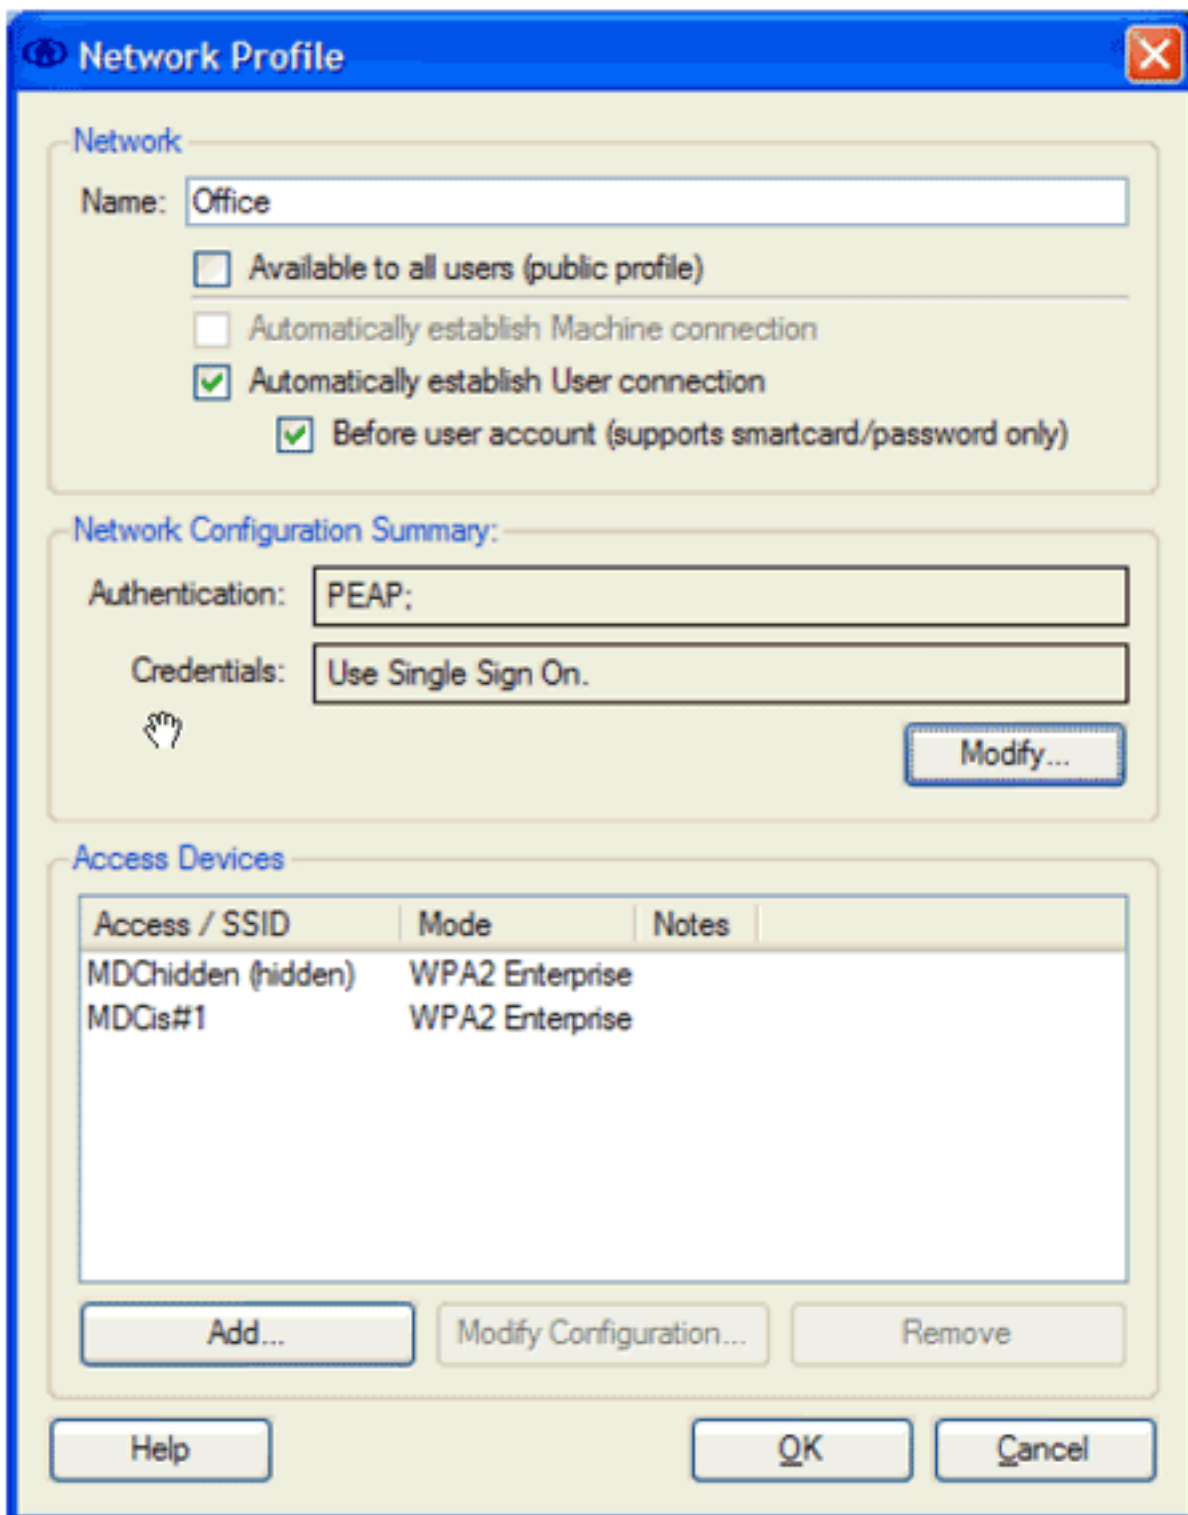 Network Profile
Network
Name: Office
Available to all users (public profile)
Automatically establish Machine connection
Automatically establish User connection
Before user account (supports smartcard/password only)
Network Configuration Summary:
Authentication: PEAP;
Credentials: Use Single Sign On.
Modify...
Access Devices
Access / SSID Mode Notes
MDChidden (hidden) WPA2 Enterprise
MDCis#1 WPA2 Enterprise
Add... Modify Configuration... Remove
Help OK Cancel